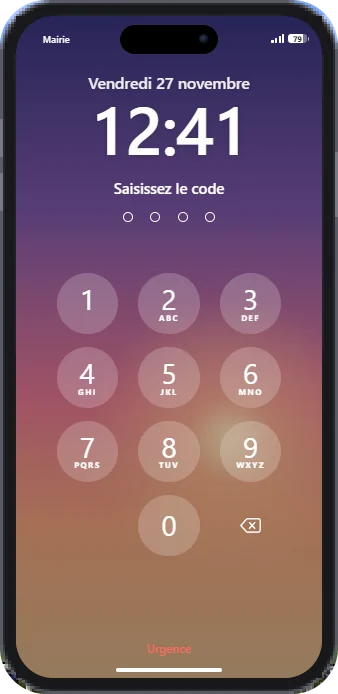 Mairie
79
Vendredi 27 novembre
12:41
Saisissez le code
1
2
ABC
3
DEF
4
GHI
5
JKL
6
MNO
7
PQRS
8
TUV
9
WXYZ
0
Urgence